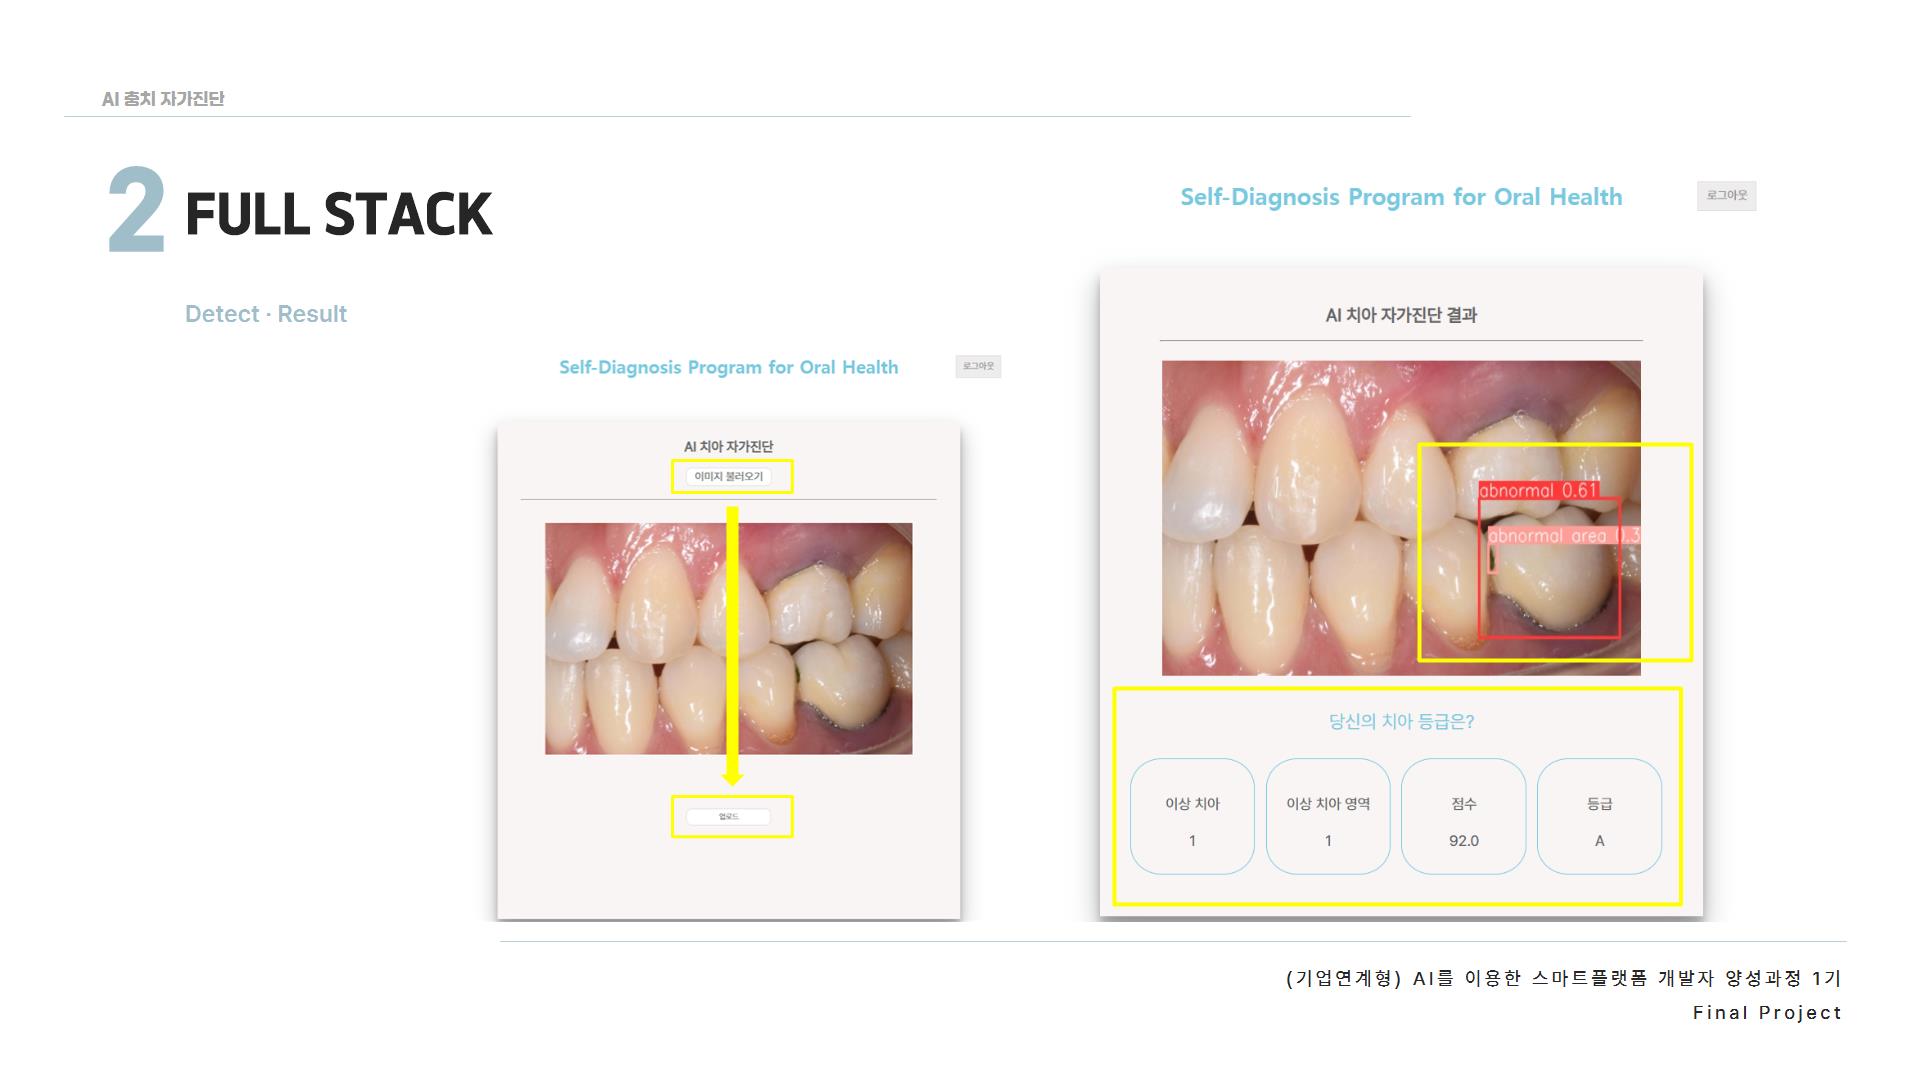 AI 충치 자가진단
2 FULL STACK
Detect · Result
Self-Diagnosis Program for Oral Health
로그아웃
AI 치아 자가진단
이미지 불러오기
업로드
Self-Diagnosis Program for Oral Health
로그아웃
AI 치아 자가진단 결과
abnormal 0.61
abnormal area 0.3
당신의 치아 등급은?
이상 치아
1
이상 치아 영역
1
점수
92.0
등급
A
(기업연계형) AI를 이용한 스마트플랫폼 개발자 양성과정 1기
Final Project